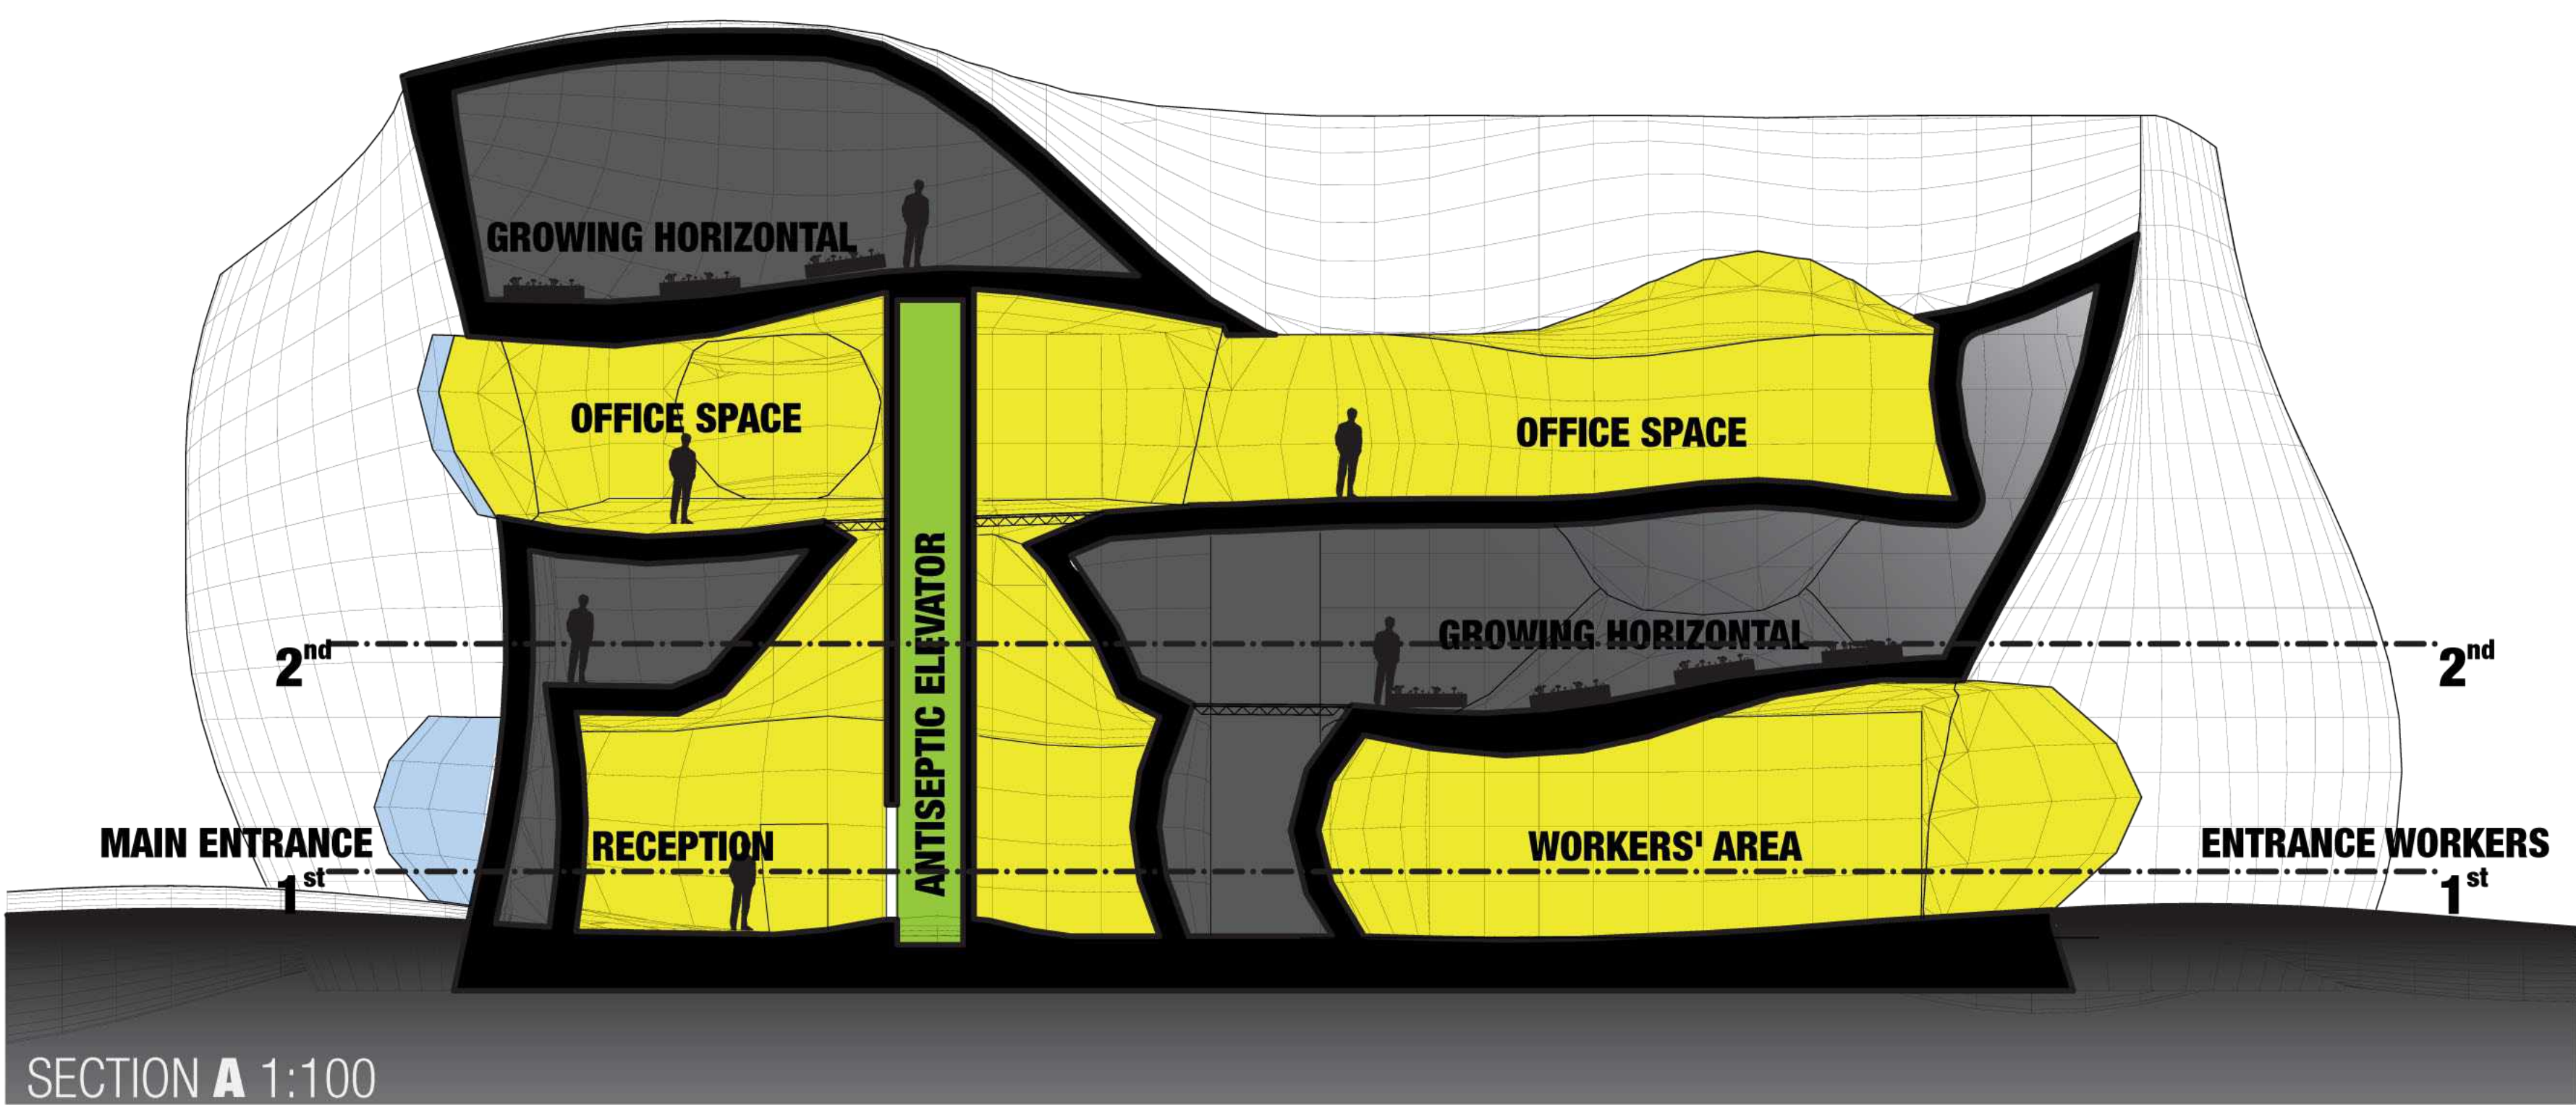 GROWING HORIZONTAL
OFFICE SPACE
OFFICE SPACE
ANTISEPTIC ELEVATOR
GROWING HORIZONTAL
2nd
2nd
MAIN ENTRANCE
RECEPTION
WORKERS' AREA
ENTRANCE WORKERS
1st
1st
SECTION A 1:100